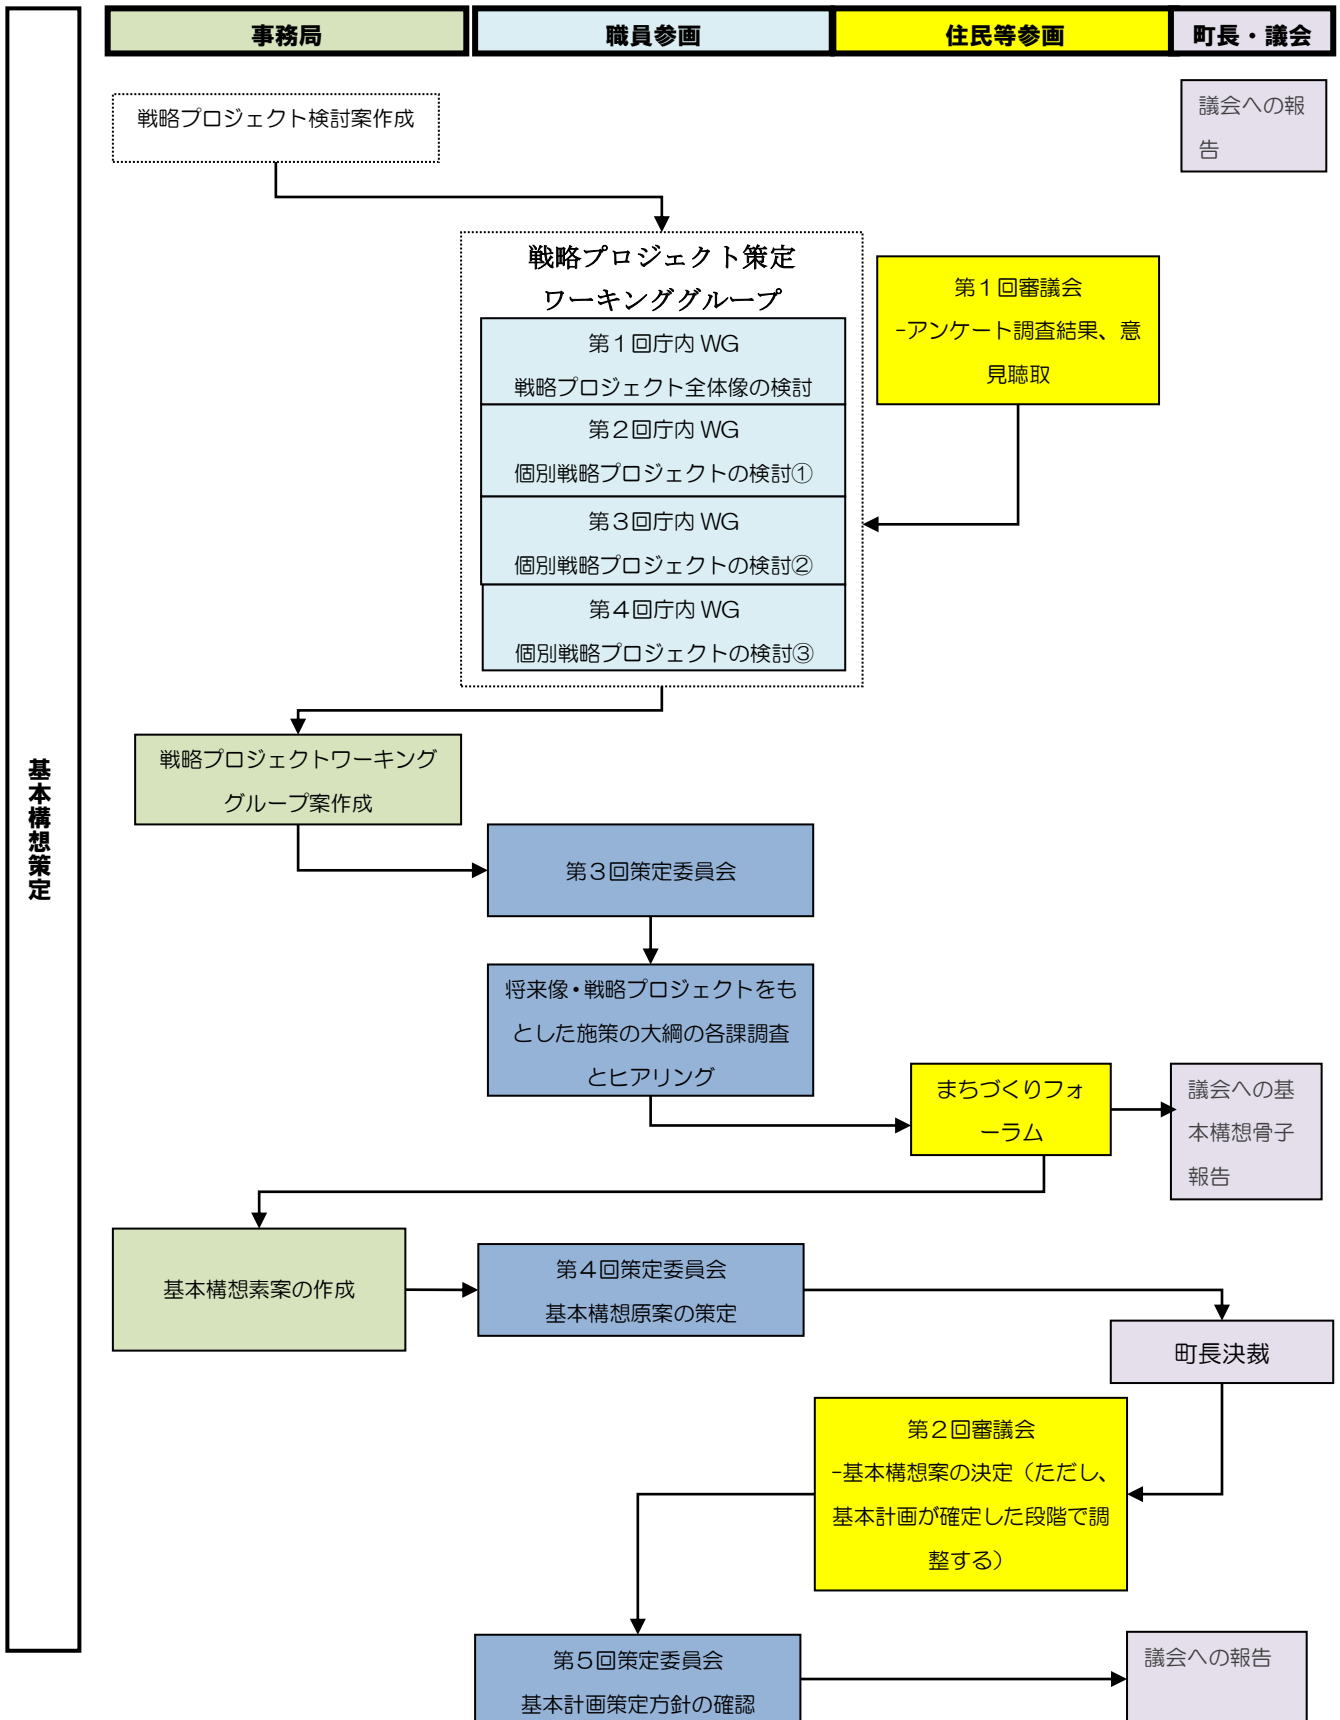 事務局
職員参画
住民等参画
町長・議会
基本構想策定
戦略プロジェクト検討案作成
議会への報
告
戦略プロジェクト策定
ワーキンググループ
第1回庁内 WG
戦略プロジェクト全体像の検討
第2回庁内 WG
個別戦略プロジェクトの検討①
第3回庁内 WG
個別戦略プロジェクトの検討②
第4回庁内 WG
個別戦略プロジェクトの検討③
第1回審議会
-アンケート調査結果、意
見聴取
戦略プロジェクトワーキング
グループ案作成
第3回策定委員会
将来像・戦略プロジェクトをも
とした施策の大綱の各課調査
とヒアリング
まちづくりフォ
ーラム
議会への基
本構想骨子
報告
基本構想素案の作成
第4回策定委員会
基本構想原案の策定
町長決裁
第2回審議会
-基本構想案の決定（ただし、
基本計画が確定した段階で調
整する）
第5回策定委員会
基本計画策定方針の確認
議会への報告